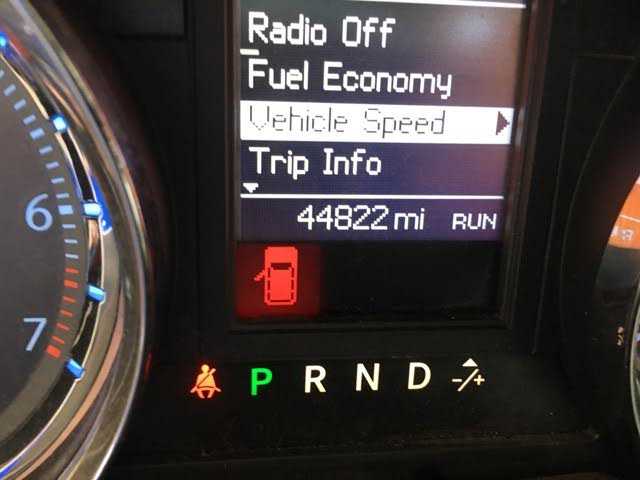 Radio Off
Fuel Economy
Vehicle Speed
Trip Info
44822 mi RUN
6
7
P R N D -/+